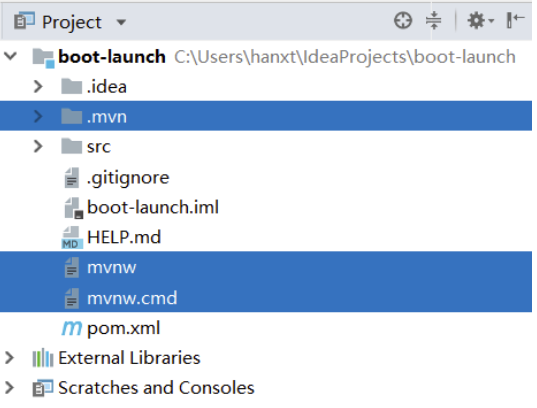 Project
boot-launch C:\Users\hanxt\IdeaProjects\boot-launch
.idea
.mvn
src
.gitignore
boot-launch.iml
MD HELP.md
mvnw
mvnw.cmd
m pom.xml
External Libraries
Scratches and Consoles